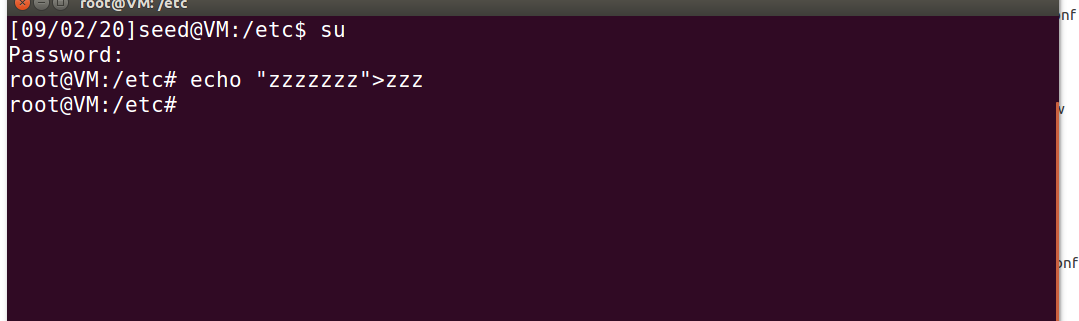 root@VM: /etc
[09/02/20]seed@VM:/etc$ su
Password:
root@VM:/etc# echo "zzzzzzz">zzz
root@VM:/etc#